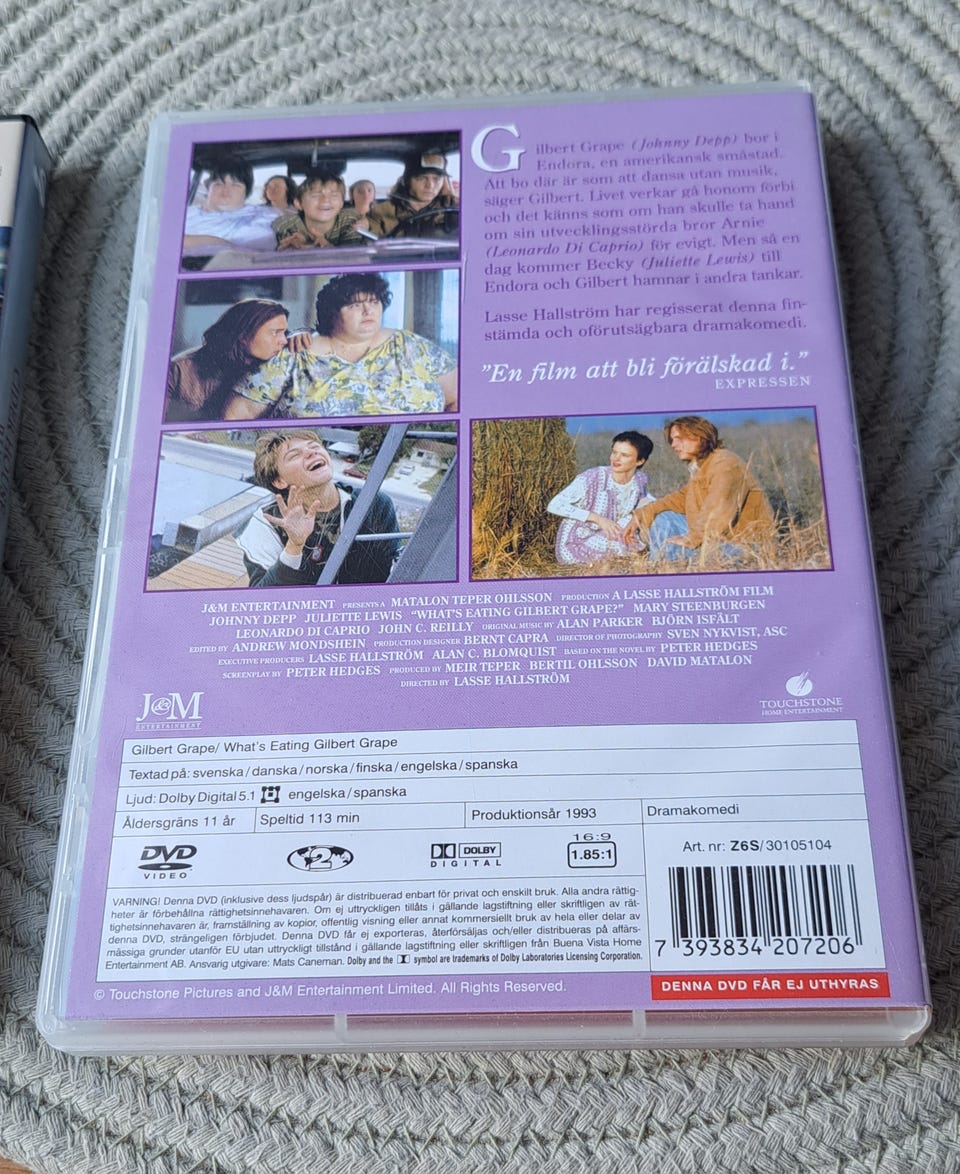 Gilbert Grape (Johnny Depp) bor i
Endora, en amerikansk småstad.
Att bo där är som att dansa utan musik,
säger Gilbert. Livet verkar gå honom förbi
och det känns som om han skulle ta hand
om sin utvecklingsstörda bror Arnie
(Leonardo Di Caprio) för evigt. Men så en
dag kommer Becky (Juliette Lewis) till
Endora och Gilbert hamnar i andra tankar.
Lasse Hallström har regisserat denna fin-
stämda och oförutsägbara dramakomedi.
"En film att bli förälskad i."
EXPRESSEN
J&M ENTERTAINMENT PRESENTS A MATALON TEPER OHLSSON PRODUCTION A LASSE HALLSTRÖM FILM
JOHNNY DEPP JULIETTE LEWIS "WHAT'S EATING GILBERT GRAPE?" MARY STEENBURGEN
LEONARDO DI CAPRIO JOHN C. REILLY ORIGINAL MUSIC BY ALAN PARKER BJÖRN ISFÄLT
EDITED BY ANDREW MONDSHEIN PRODUCTION DESIGNER BERNT CAPRA DIRECTOR OF PHOTOGRAPHY SVEN NYKVIST, ASC
EXECUTIVE PRODUCERS LASSE HALLSTRÖM ALAN C. BLOMQUIST BASED ON THE NOVEL BY PETER HEDGES
SCREENPLAY BY PETER HEDGES PRODUCED BY MEIR TEPER BERTIL OHLSSON DAVID MATALON
DIRECTED BY LASSE HALLSTRÖM
J&M
ENTERTAINMENT
TOUCHSTONE
HOME ENTERTAINMENT
Gilbert Grape/ What's Eating Gilbert Grape
Textad på: svenska/danska/norska/finska/engelska/spanska
Ljud: Dolby Digital 5.1 engelska/spanska
Åldersgräns 11 år Speltid 113 min Produktionsår 1993 Dramakomedi
DVD
VIDEO
2
DOLBY
DIGITAL
16:9
1.85:1
Art. nr: Z6S/30105104
VARNING! Denna DVD (inklusive dess ljudspår) är distribuerad enbart för privat och enskilt bruk. Alla andra rättig-
heter är förbehållna rättighetsinnehavaren. Om ej uttryckligen tillåts i gällande lagstiftning eller skriftligen av rät-
tighetsinnehavaren är, framställning av kopior, offentlig visning eller annat kommersiellt bruk av hela eller delar av
denna DVD, strängeligen förbjudet. Denna DVD får ej exporteras, återförsäljas och/eller distribueras på affärs-
mässiga grunder utanför EU utan uttryckligt tillstånd i gällande lagstiftning eller skriftligen från Buena Vista Home
Entertainment AB. Ansvarig utgivare: Mats Caneman. Dolby and the symbol are trademarks of Dolby Laboratories Licensing Corporation.
7 393834 207206
© Touchstone Pictures and J&M Entertainment Limited. All Rights Reserved.
DENNA DVD FÅR EJ UTHYRAS